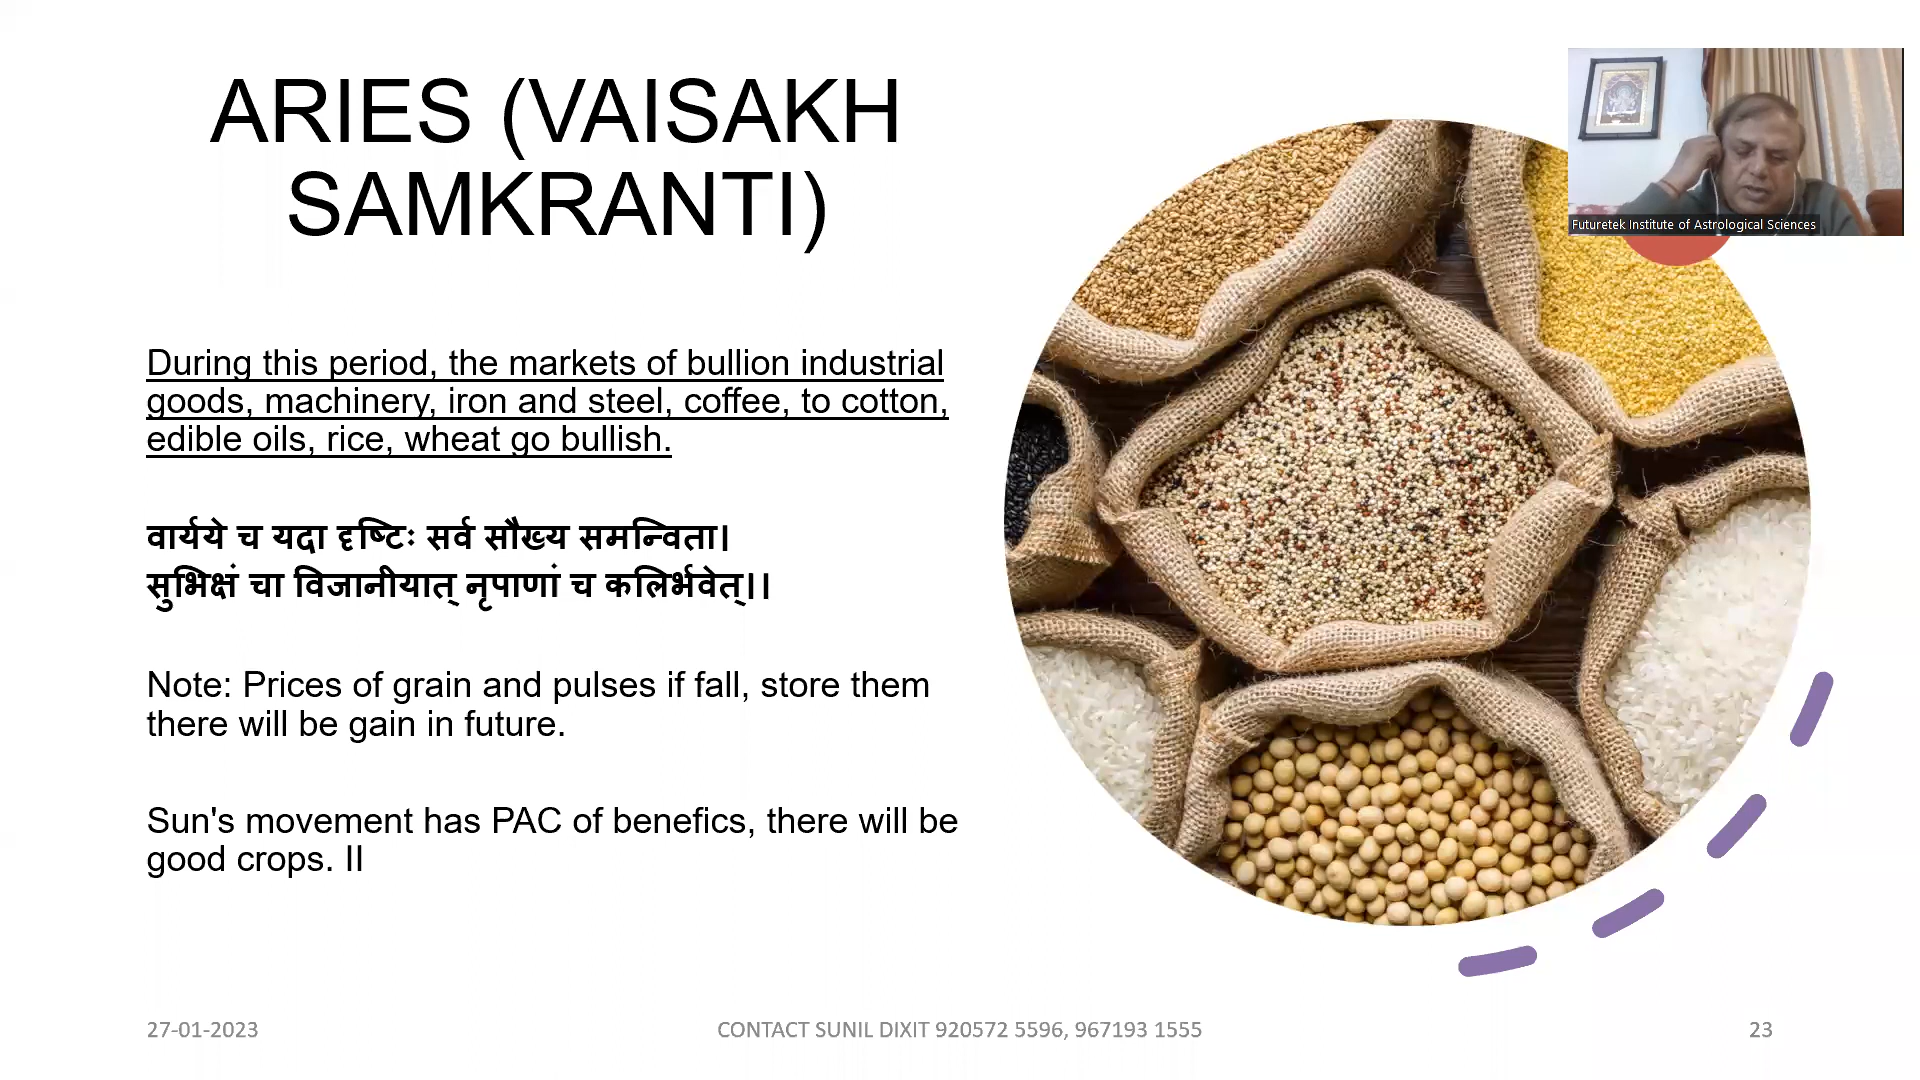 ARIES (VAISAKH
SAMKRANTI)
Futuretek Institute of Astrological Sciences
During this period, the markets of bullion industrial
goods, machinery, iron and steel, coffee, to cotton,
edible oils, rice, wheat go bullish.
वार्यये च यदा दृष्टिः सर्व सौख्य समन्विता।
सुभिक्षं चा विजानीयात् नृपाणां च कलिर्भवेत्।।
Note: Prices of grain and pulses if fall, store them
there will be gain in future.
Sun's movement has PAC of benefics, there will be
good crops. II
27-01-2023
CONTACT SUNIL DIXIT 920572 5596, 967193 1555
23